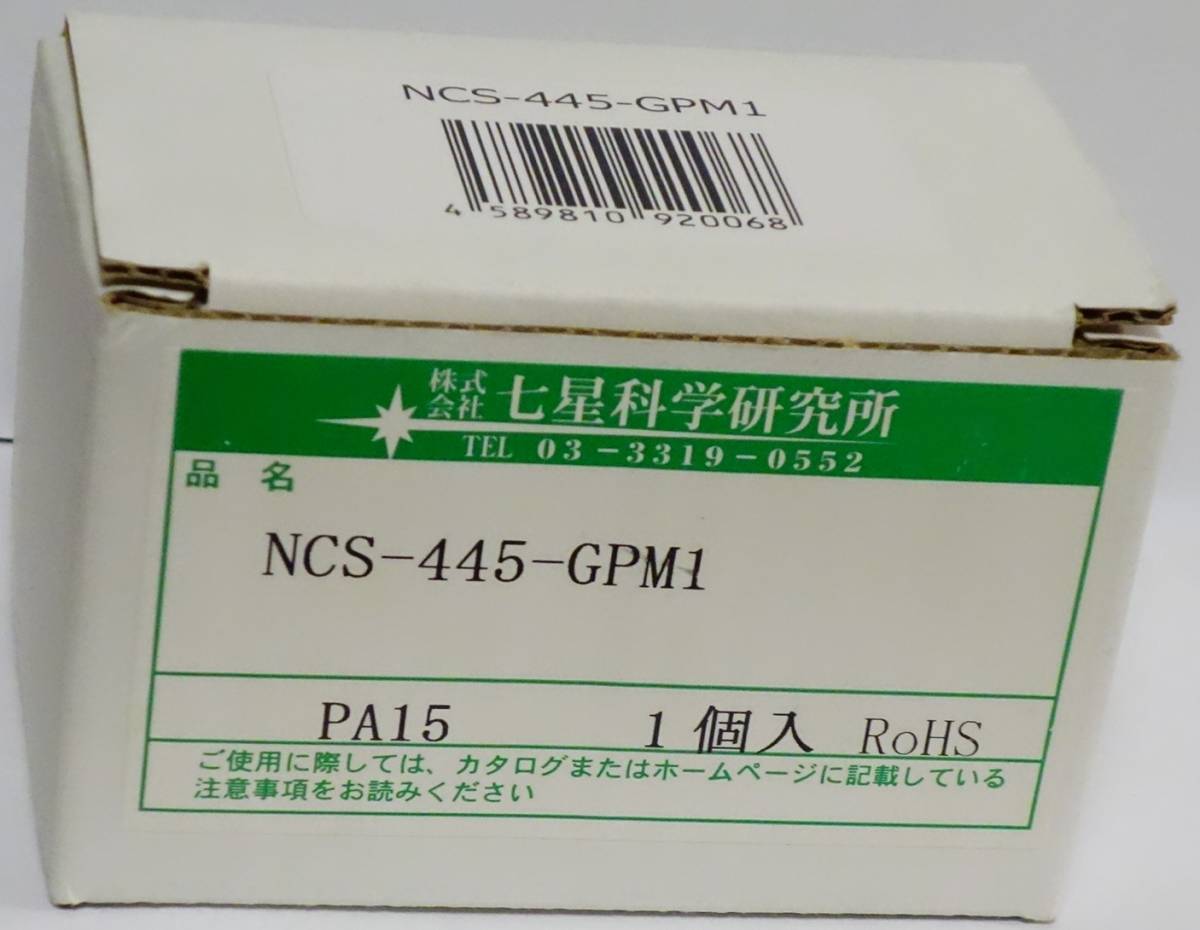 NCS-445-GPM1
4 589810 920068
株式会社 七星科学研究所
TEL 03-3319-0552
品名
NCS-445-GPM1
PA15 1個入 RoHS
ご使用に際しては、カタログまたはホームページに記載している
注意事項をお読みください